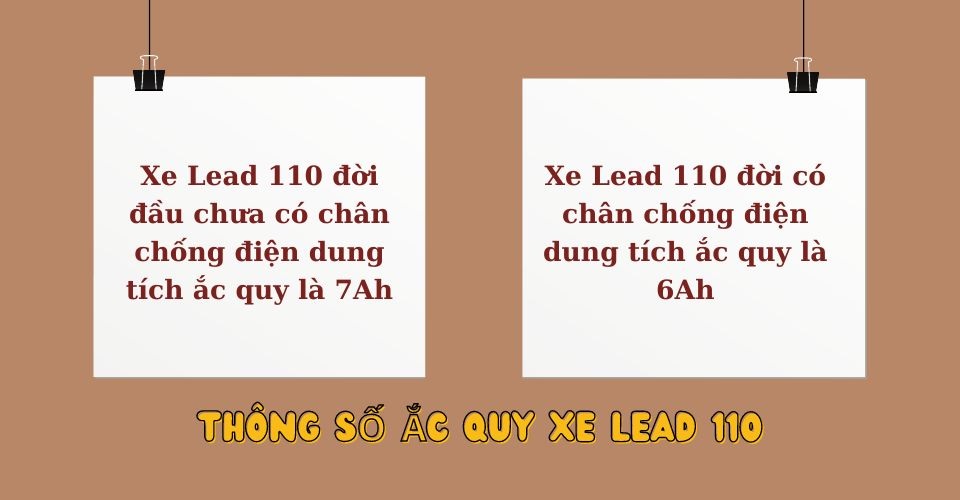 Xe Lead 110 đời
đầu chưa có chân
chống điện dung
tích ắc quy là 7Ah
Xe Lead 110 đời có
chân chống điện
dung tích ắc quy là
6Ah
THÔNG SỐ ẮC QUY XE LEAD 110